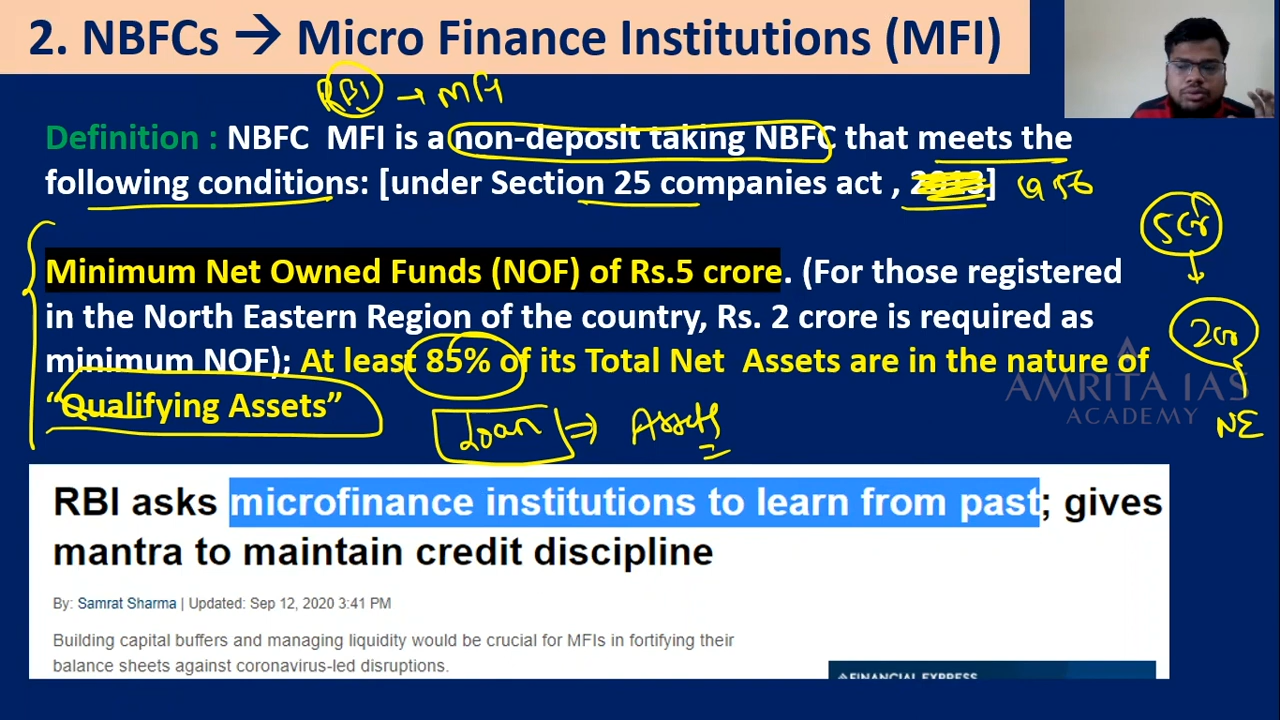 2. NBFCs → Micro Finance Institutions (MFI)
RBI → MFI
Definition : NBFC MFI is a non-deposit taking NBFC that meets the
following conditions: [under Section 25 companies act , 2013] 1956
5 Cr
Minimum Net Owned Funds (NOF) of Rs.5 crore. (For those registered
in the North Eastern Region of the country, Rs. 2 crore is required as
2 Cr
minimum NOF); At least 85% of its Total Net Assets are in the nature of
“Qualifying Assets”
Loan ⇒ Assets
NE
AMRITA IAS
ACADEMY
RBI asks microfinance institutions to learn from past; gives
mantra to maintain credit discipline
By: Samrat Sharma | Updated: Sep 12, 2020 3:41 PM
Building capital buffers and managing liquidity would be crucial for MFIs in fortifying their
balance sheets against coronavirus-led disruptions.
FINANCIAL EXPRESS